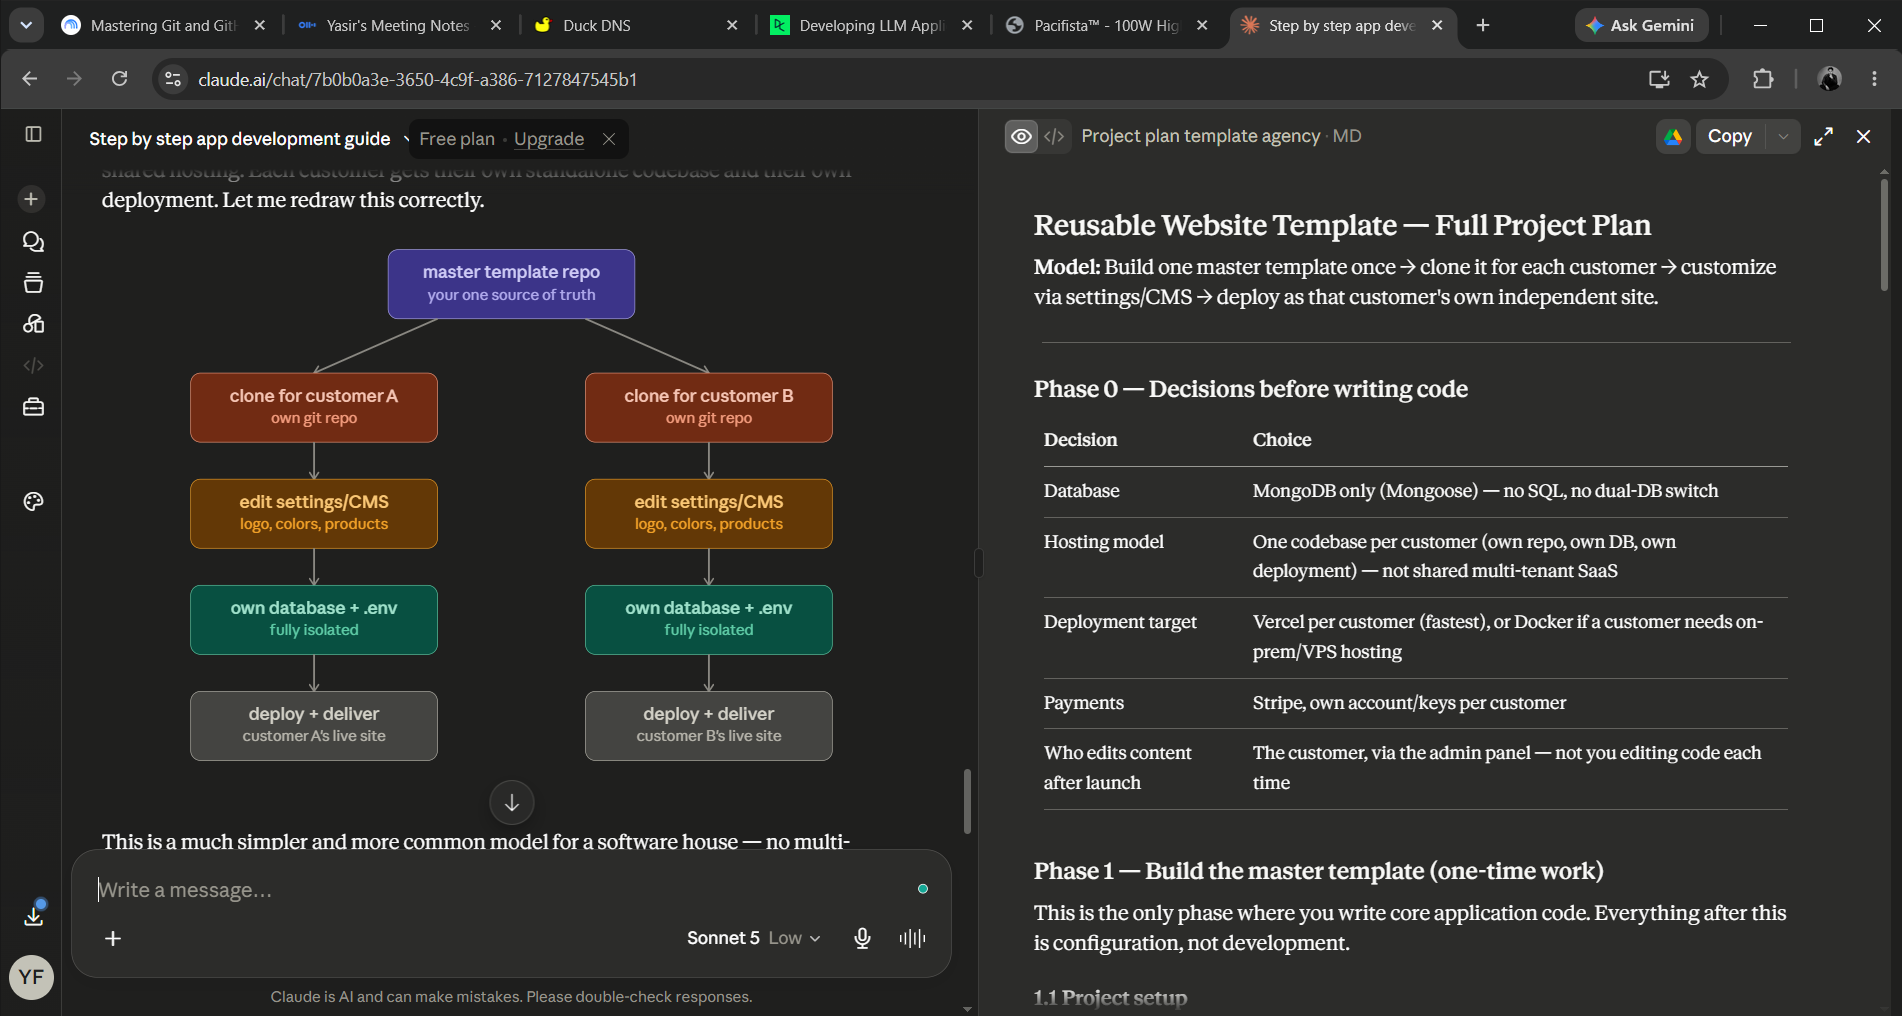 Mastering Git and Gitl
Yasir's Meeting Notes
Duck DNS
Developing LLM Appli
Pacifista™ - 100W Hig
Step by step app deve
Ask Gemini
claude.ai/chat/7b0b0a3e-3650-4c9f-a386-7127847545b1
Step by step app development guide
Free plan · Upgrade
shared hosting. Each customer gets their own standalone codebase and their own
deployment. Let me redraw this correctly.
master template repo
your one source of truth
clone for customer A
own git repo
clone for customer B
own git repo
edit settings/CMS
logo, colors, products
edit settings/CMS
logo, colors, products
own database + .env
fully isolated
own database + .env
fully isolated
deploy + deliver
customer A's live site
deploy + deliver
customer B's live site
This is a much simpler and more common model for a software house — no multi-
Write a message...
Sonnet 5 Low
YF
Claude is AI and can make mistakes. Please double-check responses.
Project plan template agency · MD
Copy
Reusable Website Template — Full Project Plan
Model: Build one master template once → clone it for each customer → customize
via settings/CMS → deploy as that customer's own independent site.
Phase 0 — Decisions before writing code
Decision
Choice
Database
MongoDB only (Mongoose) — no SQL, no dual-DB switch
Hosting model
One codebase per customer (own repo, own DB, own
deployment) — not shared multi-tenant SaaS
Deployment target
Vercel per customer (fastest), or Docker if a customer needs on-
prem/VPS hosting
Payments
Stripe, own account/keys per customer
Who edits content
after launch
The customer, via the admin panel — not you editing code each
time
Phase 1 — Build the master template (one-time work)
This is the only phase where you write core application code. Everything after this
is configuration, not development.
1.1 Project setup